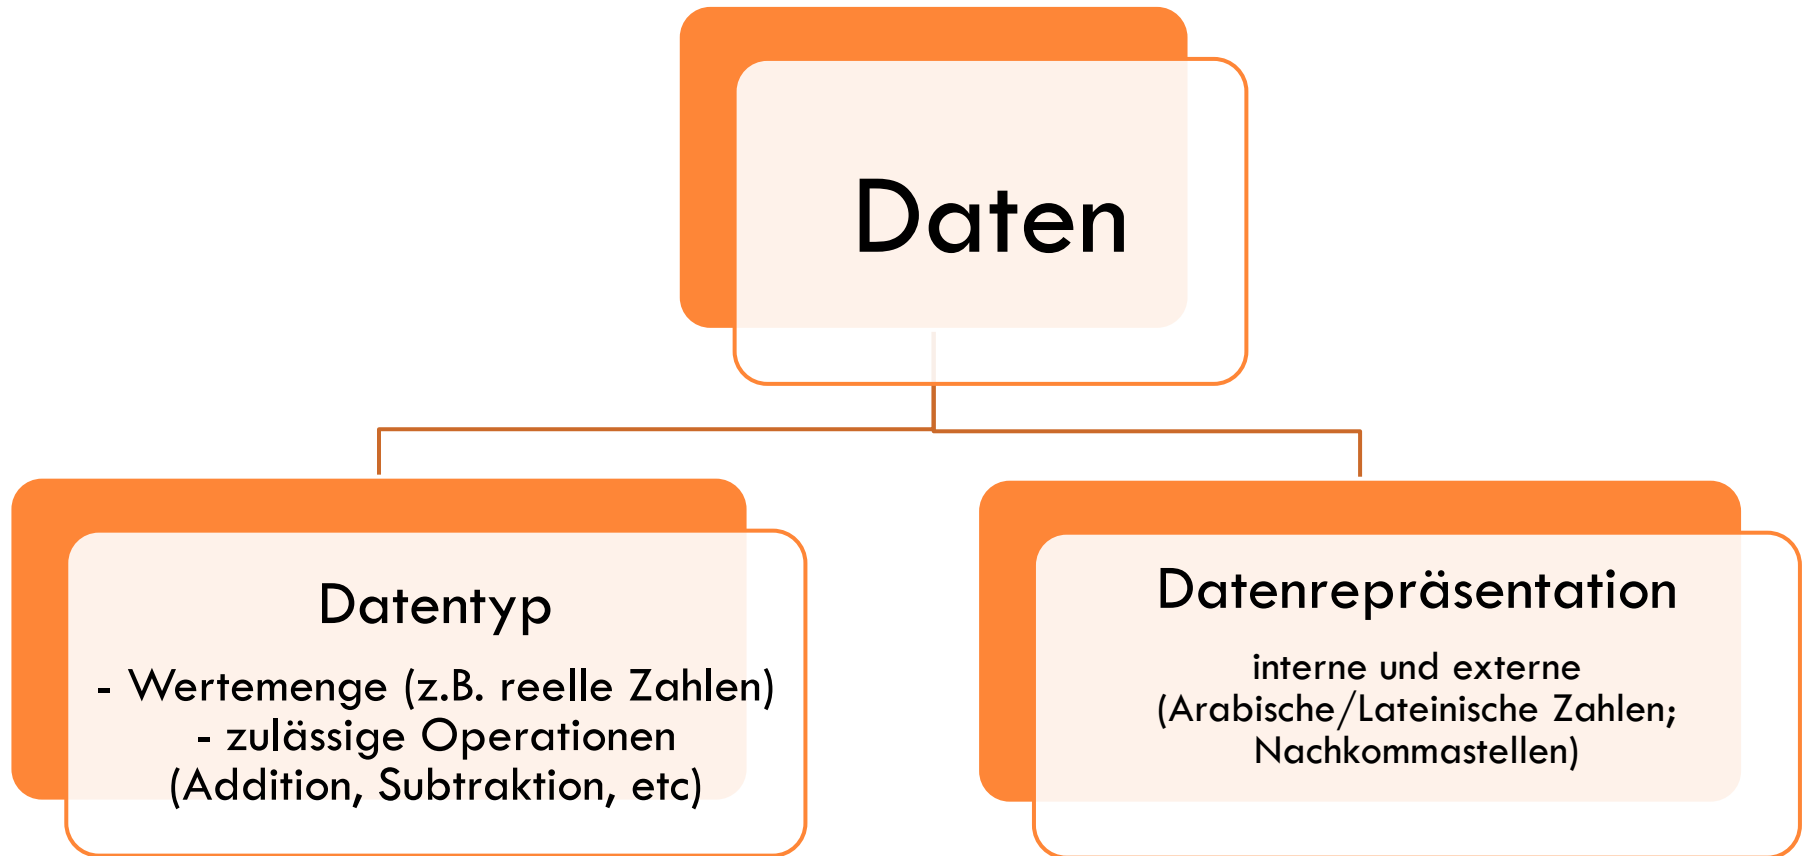 Daten
Datentyp
- Wertemenge (z.B. reelle Zahlen)
- zulässige Operationen
(Addition, Subtraktion, etc)
Datenrepräsentation
interne und externe
(Arabische/Lateinische Zahlen;
Nachkommastellen)